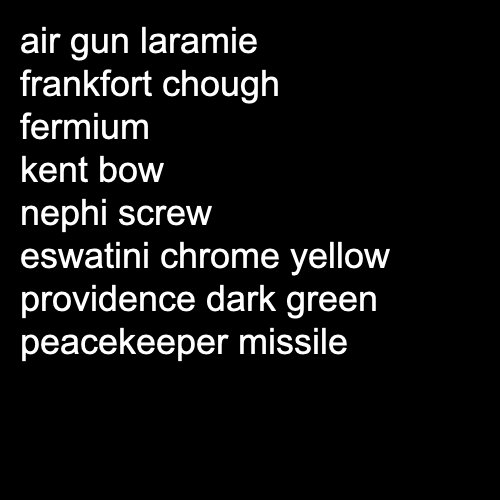 air gun laramie
frankfort chough
fermium
kent bow
nephi screw
eswatini chrome yellow
providence dark green
peacekeeper missile